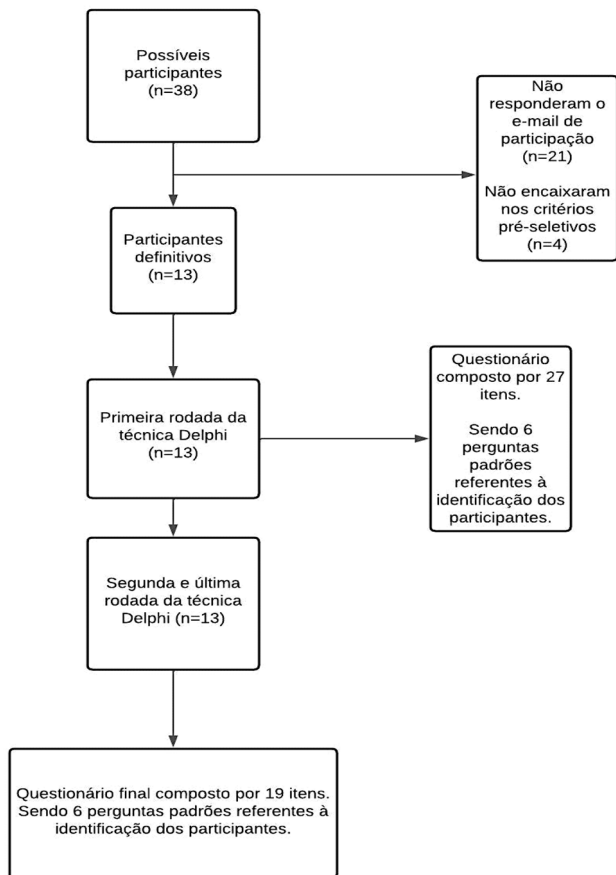 Possíveis
participantes
(n=38)
Não
responderam o
e-mail de
participação
(n=21)
Não encaixaram
nos critérios
pré-seletivos
(n=4)
Participantes
definitivos
(n=13)
Questionário
composto por 27
itens.
Sendo 6
perguntas
padrões
referentes à
identificação dos
participantes.
Primeira rodada da
técnica Delphi
(n=13)
Segunda e última
rodada da técnica
Delphi (n=13)
Questionário final composto por 19 itens.
Sendo 6 perguntas padrões referentes à
identificação dos participantes.